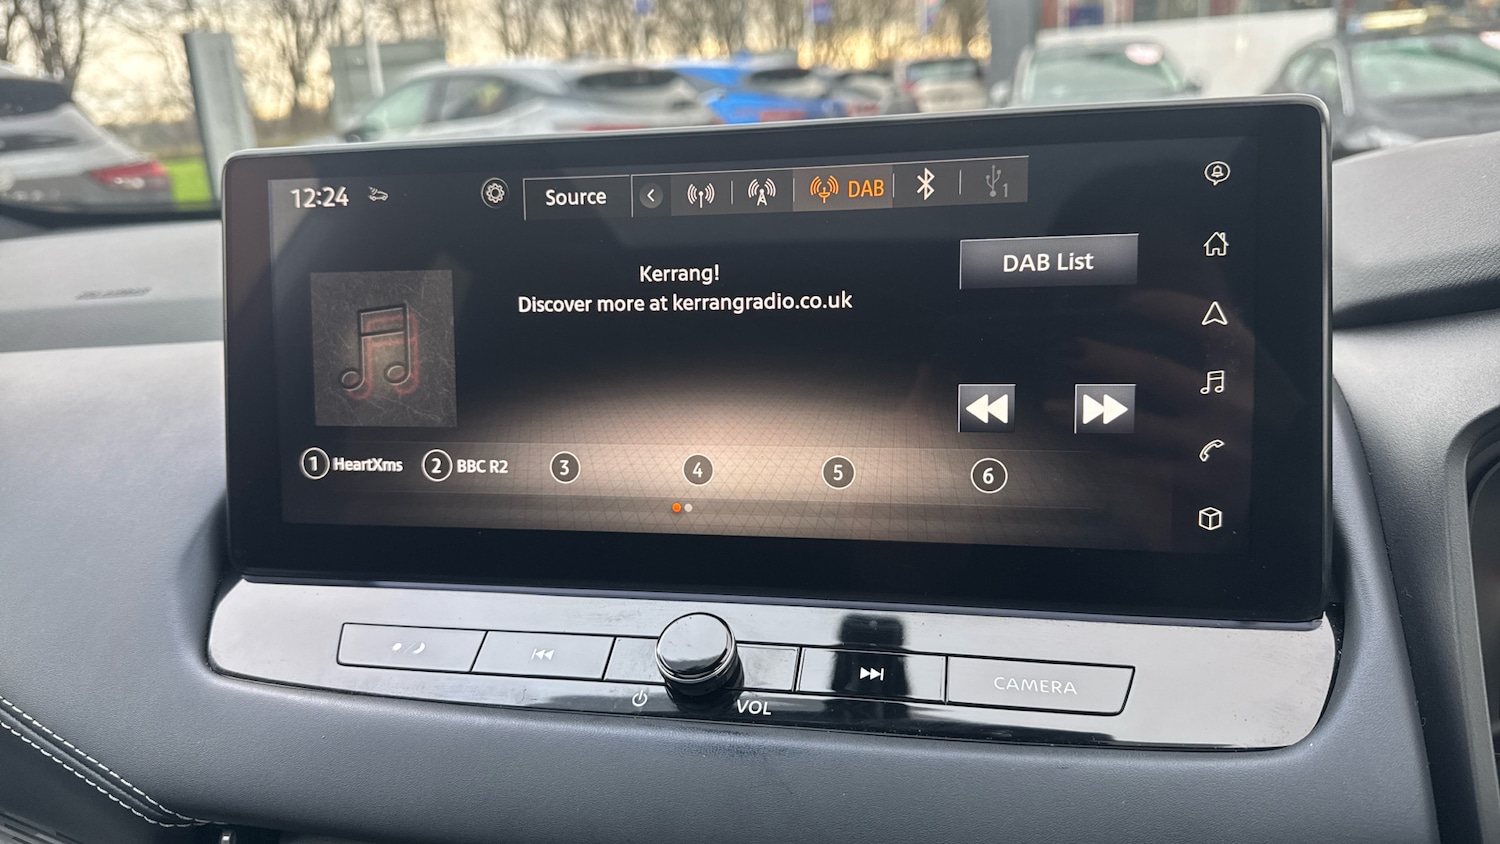 12:24
Source
DAB
1
DAB List
Kerrang!
Discover more at kerrangradio.co.uk
1 HeartXms
2 BBC R2
3
4
5
6
VOL
CAMERA